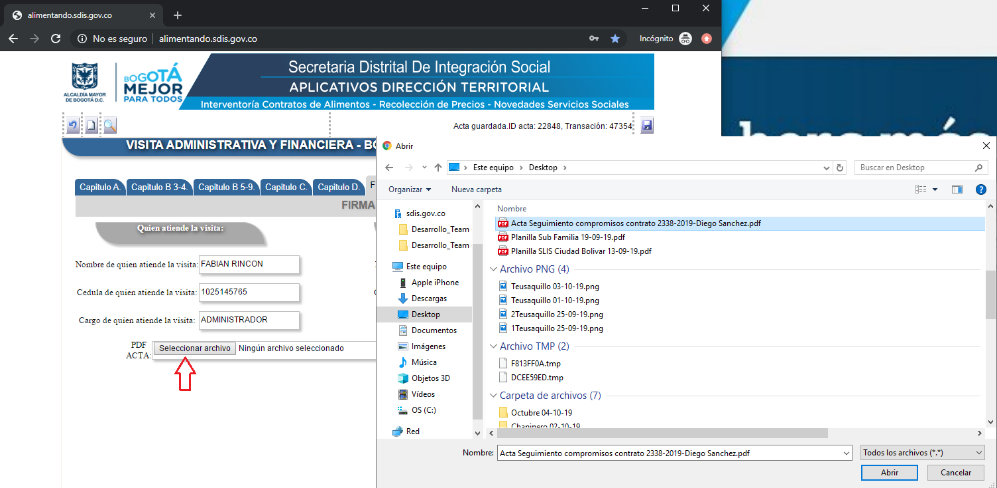 alimentando.sdis.gov.co
No es seguro | alimentando.sdis.gov.co
Incógnito
ALCALDÍA MAYOR
DE BOGOTÁ D.C.
BOGOTÁ
MEJOR
PARA TODOS
Secretaria Distrital De Integración Social
APLICATIVOS DIRECCIÓN TERRITORIAL
Interventoría Contratos de Alimentos - Recolección de Precios - Novedades Servicios Sociales
Acta guardada.ID acta: 22848, Transación: 47354
VISITA ADMINISTRATIVA Y FINANCIERA - BO
Capítulo A.
Capítulo B 3-4.
Capítulo B 5-9.
Capítulo C.
Capítulo D.
F
FIRMA
Quien atiende la visita:
Nombre de quien atiende la visita: FABIAN RINCON
Cedula de quien atiende la visita: 1025145765
Cargo de quien atiende la visita: ADMINISTRADOR
PDF
ACTA:
Seleccionar archivo Ningún archivo seleccionado
Abrir
Este equipo > Desktop >
Buscar en Desktop
Organizar
Nueva carpeta
sdis.gov.co
Desarrollo_Team
Desarrollo_Team
Este equipo
Apple iPhone
Descargas
Desktop
Documentos
Imágenes
Música
Objetos 3D
Vídeos
OS (C:)
Red
Nombre
Acta Seguimiento compromisos contrato 2338-2019-Diego Sanchez.pdf
Planilla Sub Familia 19-09-19.pdf
Planilla SLIS Ciudad Bolivar 13-09-19.pdf
Archivo PNG (4)
Teusaquillo 03-10-19.png
Teusaquillo 01-10-19.png
2Teusaquillo 25-09-19.png
1Teusaquillo 25-09-19.png
Archivo TMP (2)
F813FF0A.tmp
DCEE59ED.tmp
Carpeta de archivos (7)
Octubre 04-10-19
Chapinero 02-10-19
Nombre: Acta Seguimiento compromisos contrato 2338-2019-Diego Sanchez.pdf
Todos los archivos (*.*)
Abrir
Cancelar